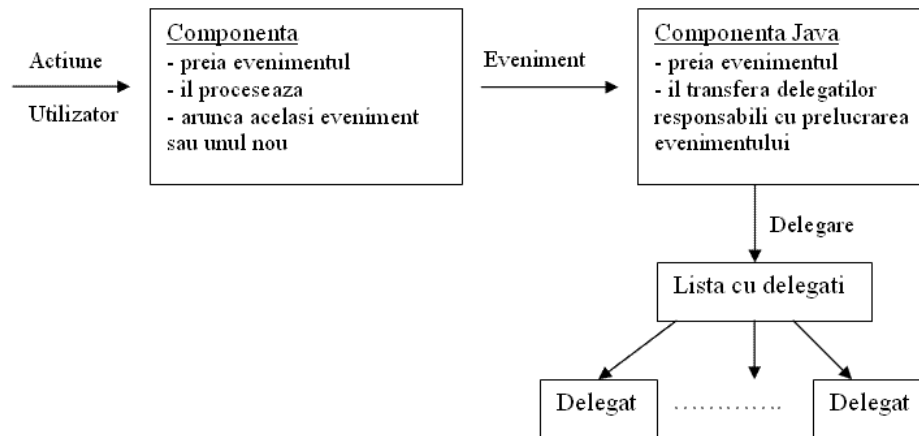 Actiune
Utilizator
Componenta
- preia evenimentul
- il proceseaza
- arunca acelasi eveniment
sau unul nou
Eveniment
Componenta Java
- preia evenimentul
- il transfera delegatilor
responsabili cu prelucrarea
evenimentului
Delegare
Lista cu delegati
Delegat
.............
Delegat